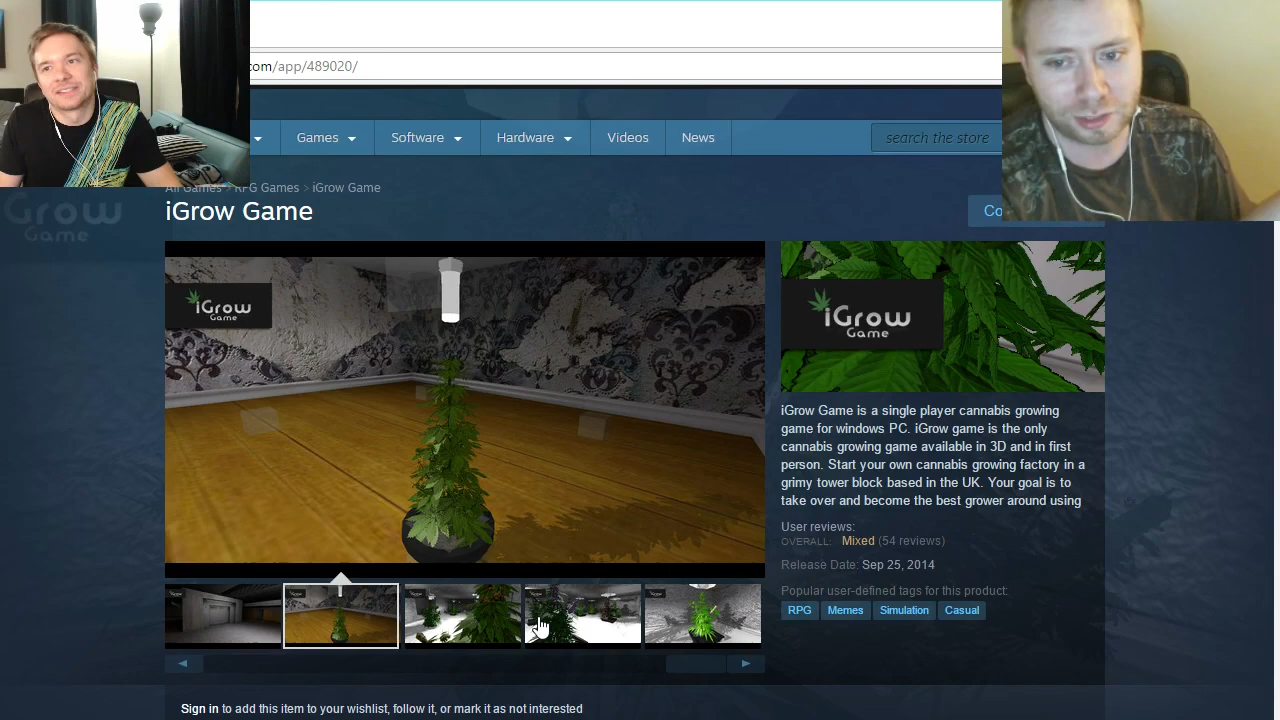 com/app/489020/
Games
Software
Hardware
Videos
News
search the store
All Games > RPG Games > iGrow Game
iGrow Game
Co
Grow
Game
iGrow
Game
iGrow
Game
iGrow Game is a single player cannabis growing
game for windows PC. iGrow game is the only
cannabis growing game available in 3D and in first
person. Start your own cannabis growing factory in a
grimy tower block based in the UK. Your goal is to
take over and become the best grower around using
User reviews:
OVERALL: Mixed (54 reviews)
Release Date: Sep 25, 2014
Popular user-defined tags for this product:
RPG
Memes
Simulation
Casual
Sign in to add this item to your wishlist, follow it, or mark it as not interested